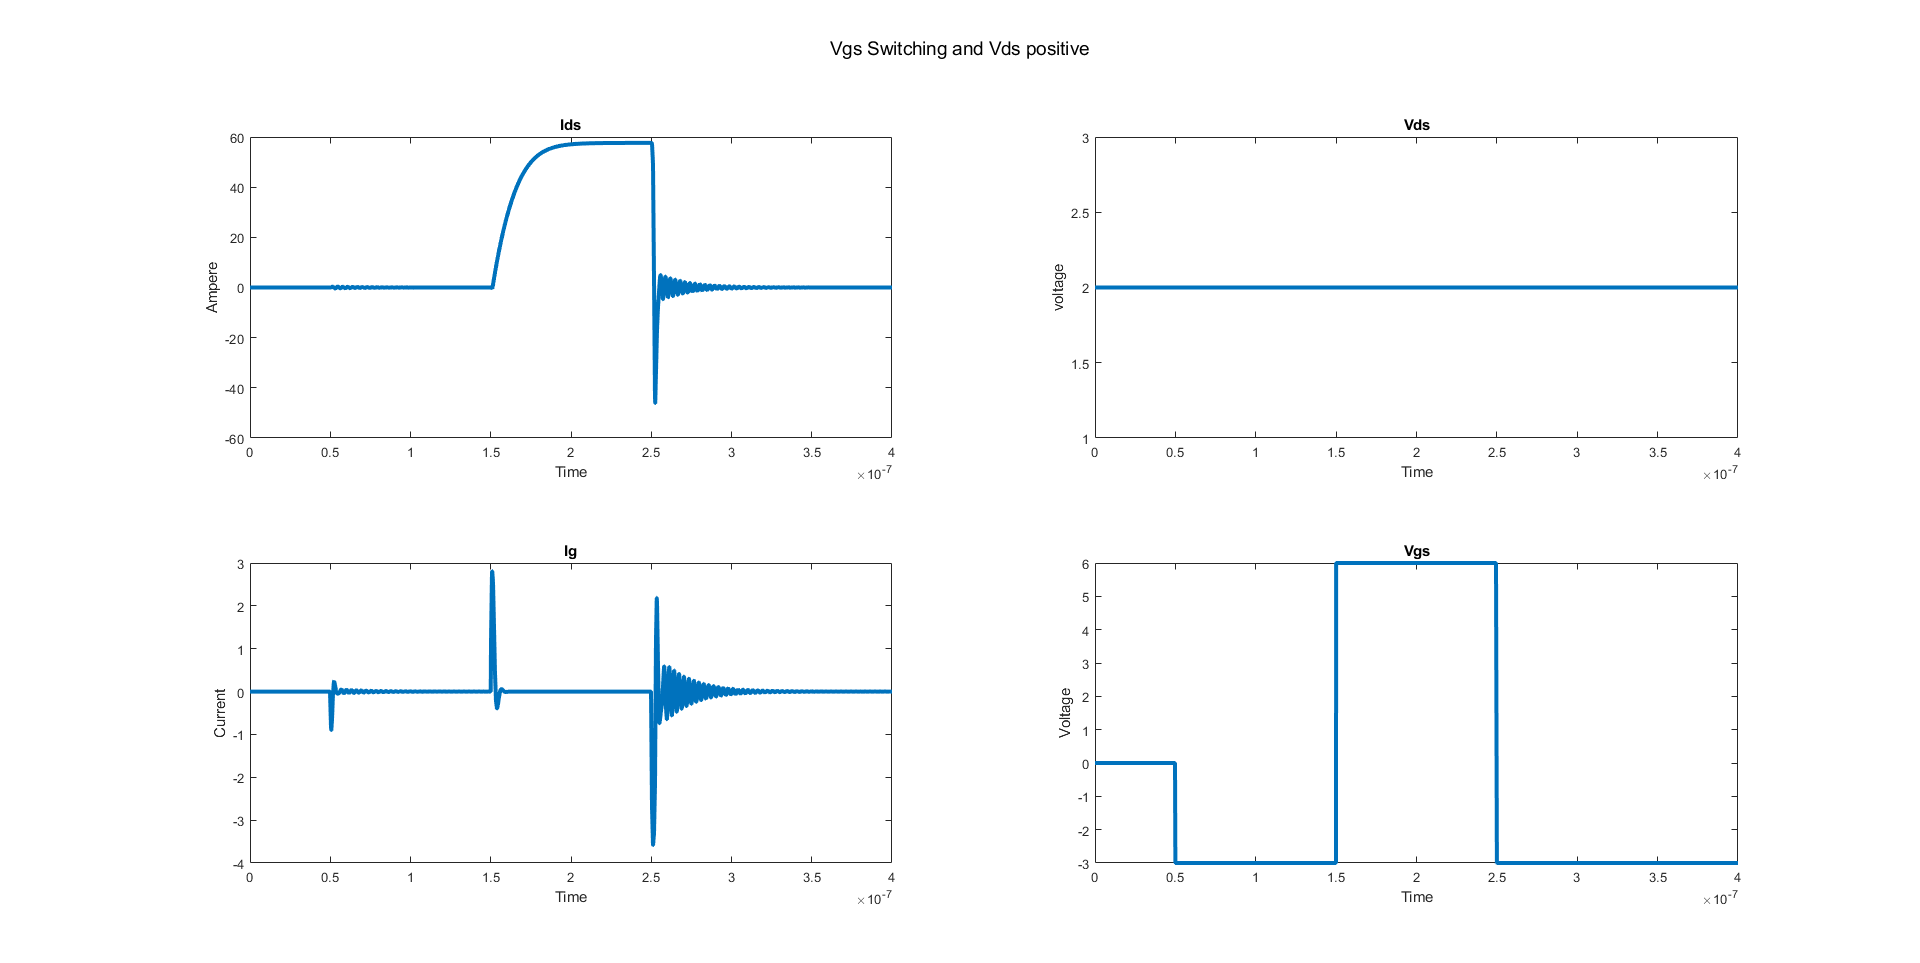 Vgs Switching and Vds positive
Ids
60
40
20
0
-20
-40
-60
Ampere
0 0.5 1 1.5 2 2.5 3 3.5 4
Time
×10-7
Vds
3
2.5
2
1.5
1
voltage
0 0.5 1 1.5 2 2.5 3 3.5 4
Time
×10-7
Ig
3
2
1
0
-1
-2
-3
-4
Current
0 0.5 1 1.5 2 2.5 3 3.5 4
Time
×10-7
Vgs
6
5
4
3
2
1
0
-1
-2
-3
Voltage
0 0.5 1 1.5 2 2.5 3 3.5 4
Time
×10-7